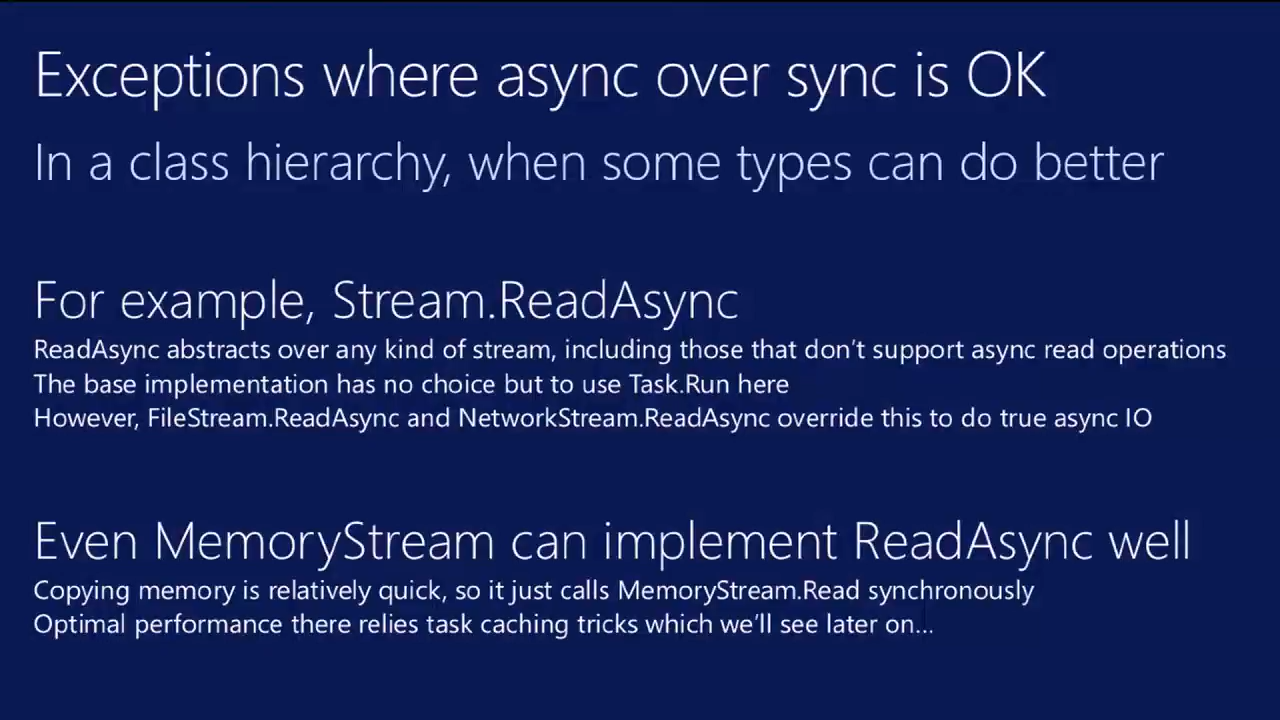 Exceptions where async over sync is OK
In a class hierarchy, when some types can do better
For example, Stream.ReadAsync
ReadAsync abstracts over any kind of stream, including those that don't support async read operations
The base implementation has no choice but to use Task.Run here
However, FileStream.ReadAsync and NetworkStream.ReadAsync override this to do true async IO
Even MemoryStream can implement ReadAsync well
Copying memory is relatively quick, so it just calls MemoryStream.Read synchronously
Optimal performance there relies task caching tricks which we'll see later on...